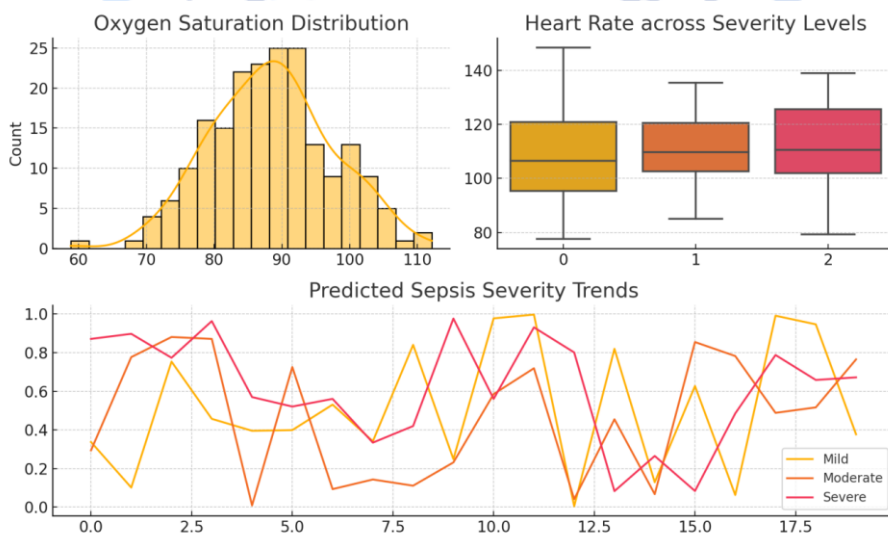 Oxygen Saturation Distribution
Heart Rate across Severity Levels
Count
25
20
15
10
5
0
60 70 80 90 100 110
140
120
100
80
0 1 2
Predicted Sepsis Severity Trends
1.0
0.8
0.6
0.4
0.2
0.0
0.0 2.5 5.0 7.5 10.0 12.5 15.0 17.5
Mild
Moderate
Severe